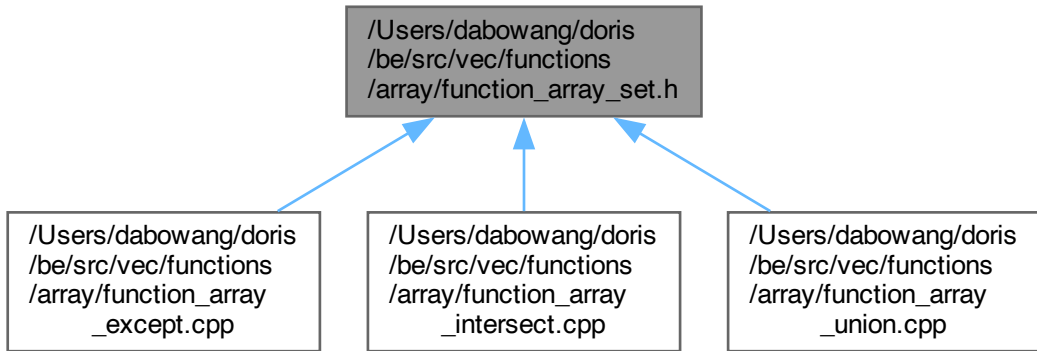 /Users/dabowang/doris
/be/src/vec/functions
/array/function_array_set.h
/Users/dabowang/doris
/be/src/vec/functions
/array/function_array
_except.cpp
/Users/dabowang/doris
/be/src/vec/functions
/array/function_array
_intersect.cpp
/Users/dabowang/doris
/be/src/vec/functions
/array/function_array
_union.cpp